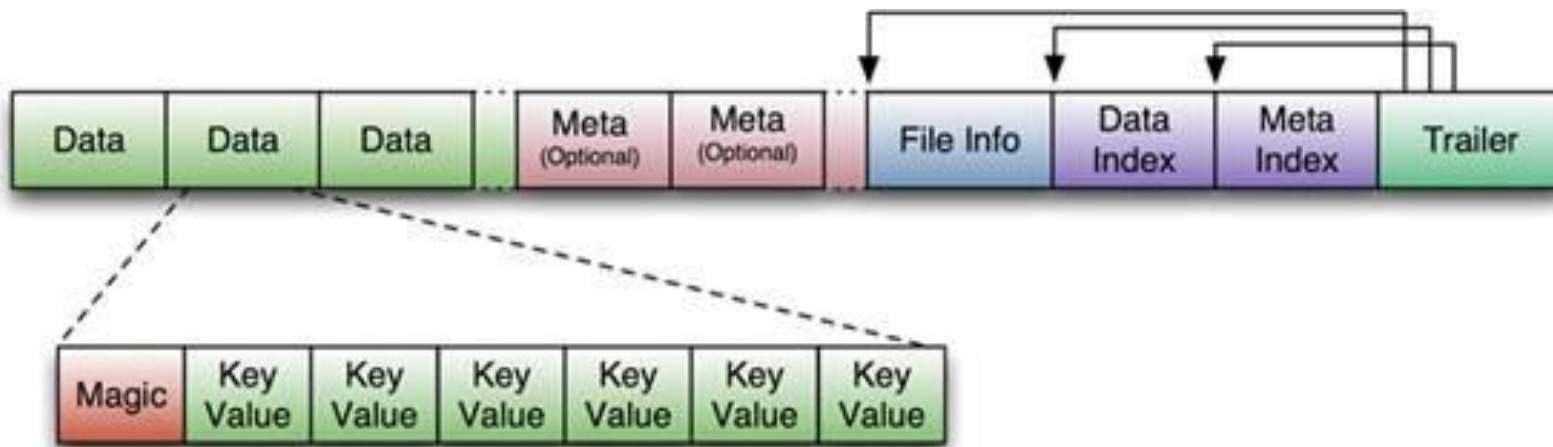 Data
Data
Data
Meta
(Optional)
Meta
(Optional)
File Info
Data
Index
Meta
Index
Trailer
Magic
Key
Value
Key
Value
Key
Value
Key
Value
Key
Value
Key
Value